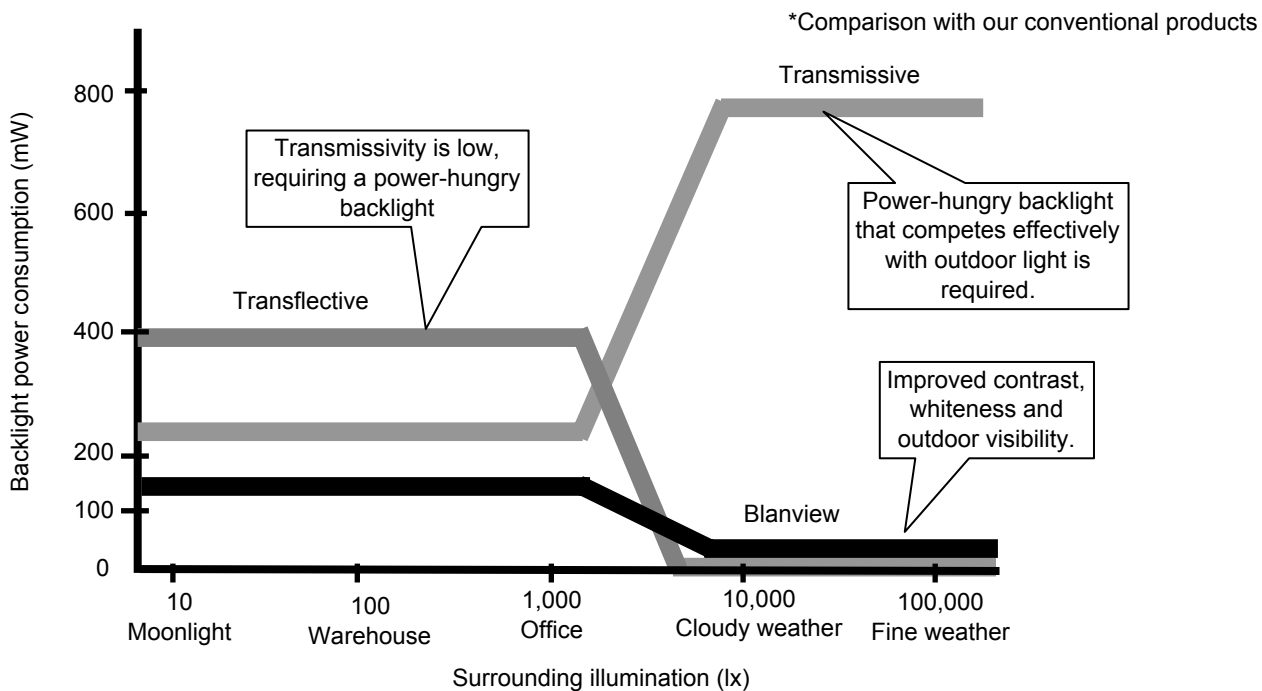 *Comparison with our conventional products
Transmissive
800
Transmissivity is low,
requiring a power-hungry
backlight
Power-hungry backlight
that competes effectively
with outdoor light is
required.
600
Transflective
400
Improved contrast,
whiteness and
outdoor visibility.
200
100
Blanview
0
Backlight power consumption (mW)
10
Moonlight
100
Warehouse
1,000
Office
10,000
Cloudy weather
100,000
Fine weather
Surrounding illumination (lx)